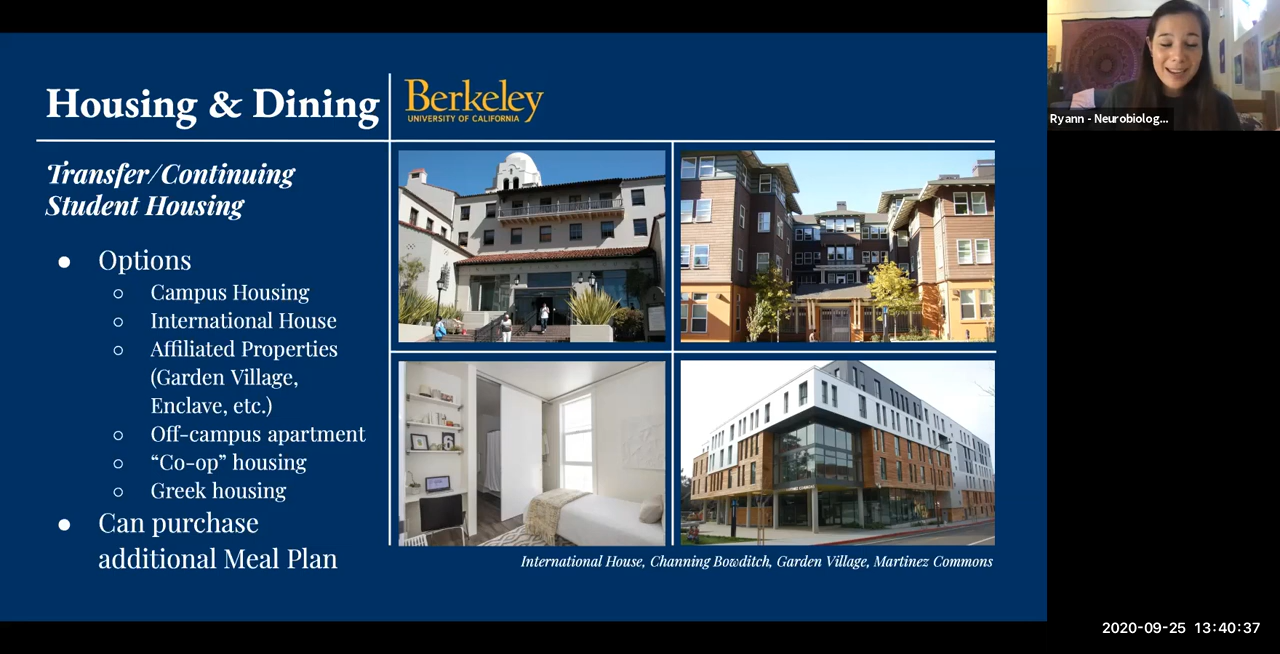 Housing & Dining
Berkeley
UNIVERSITY OF CALIFORNIA
Transfer/Continuing
Student Housing
● Options
○ Campus Housing
○ International House
○ Affiliated Properties
(Garden Village,
Enclave, etc.)
○ Off-campus apartment
○ “Co-op” housing
○ Greek housing
● Can purchase
additional Meal Plan
International House, Channing Bowditch, Garden Village, Martinez Commons
Ryann - Neurobiolog...
2020-09-25 13:40:37